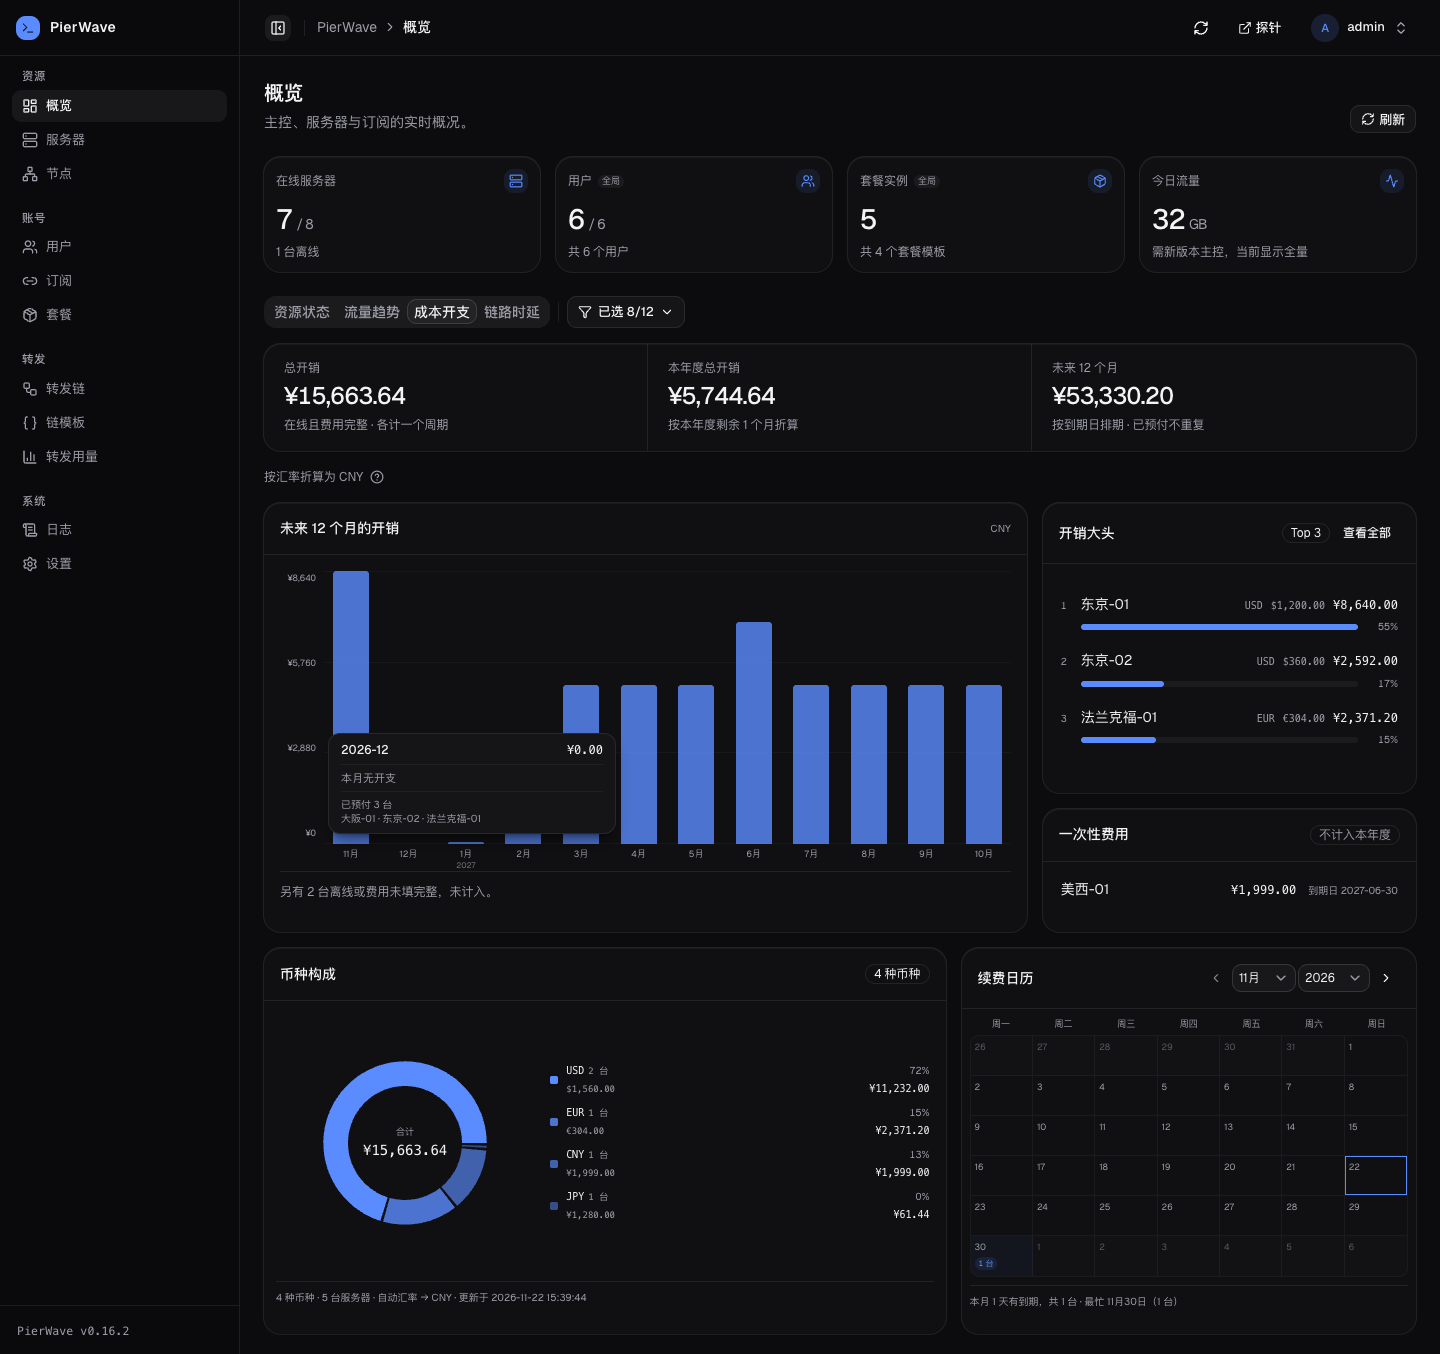 PierWave
PierWave > 概览
探针
A admin
资源
概览
服务器
节点
账号
用户
订阅
套餐
转发
转发链
链模板
转发用量
系统
日志
设置
PierWave v0.16.2
概览
主控、服务器与订阅的实时概况。
刷新
在线服务器
7 / 8
1 台离线
用户 全局
6 / 6
共 6 个用户
套餐实例 全局
5
共 4 个套餐模板
今日流量
32 GB
需新版本主控，当前显示全量
资源状态 流量趋势 成本开支 链路时延
已选 8/12
总开销
¥15,663.64
在线且费用完整 · 各计一个周期
本年度总开销
¥5,744.64
按本年度剩余 1 个月折算
未来 12 个月
¥53,330.20
按到期日排期 · 已预付不重复
按汇率折算为 CNY
未来 12 个月的开销 CNY
¥8,640
¥5,760
¥2,880
¥0
2026-12 ¥0.00
本月无开支
已预付 3 台
大阪-01 · 东京-02 · 法兰克福-01
11月 12月 1月 2月 3月 4月 5月 6月 7月 8月 9月 10月
2027
另有 2 台离线或费用未填完整，未计入。
开销大头 Top 3 查看全部
1 东京-01 USD $1,200.00 ¥8,640.00
55%
2 东京-02 USD $360.00 ¥2,592.00
17%
3 法兰克福-01 EUR €304.00 ¥2,371.20
15%
一次性费用 不计入本年度
美西-01 ¥1,999.00 到期日 2027-06-30
币种构成 4 种币种
合计
¥15,663.64
USD 2 台 72%
$1,560.00 ¥11,232.00
EUR 1 台 15%
€304.00 ¥2,371.20
CNY 1 台 13%
¥1,999.00 ¥1,999.00
JPY 1 台 0%
¥1,280.00 ¥61.44
4 种币种 · 5 台服务器 · 自动汇率 → CNY · 更新于 2026-11-22 15:39:44
续费日历 11月 2026
周一 周二 周三 周四 周五 周六 周日
26 27 28 29 30 31 1
2 3 4 5 6 7 8
9 10 11 12 13 14 15
16 17 18 19 20 21 22
23 24 25 26 27 28 29
30 1 2 3 4 5 6
1 台
本月 1 天有到期，共 1 台 · 最忙 11月30日（1 台）